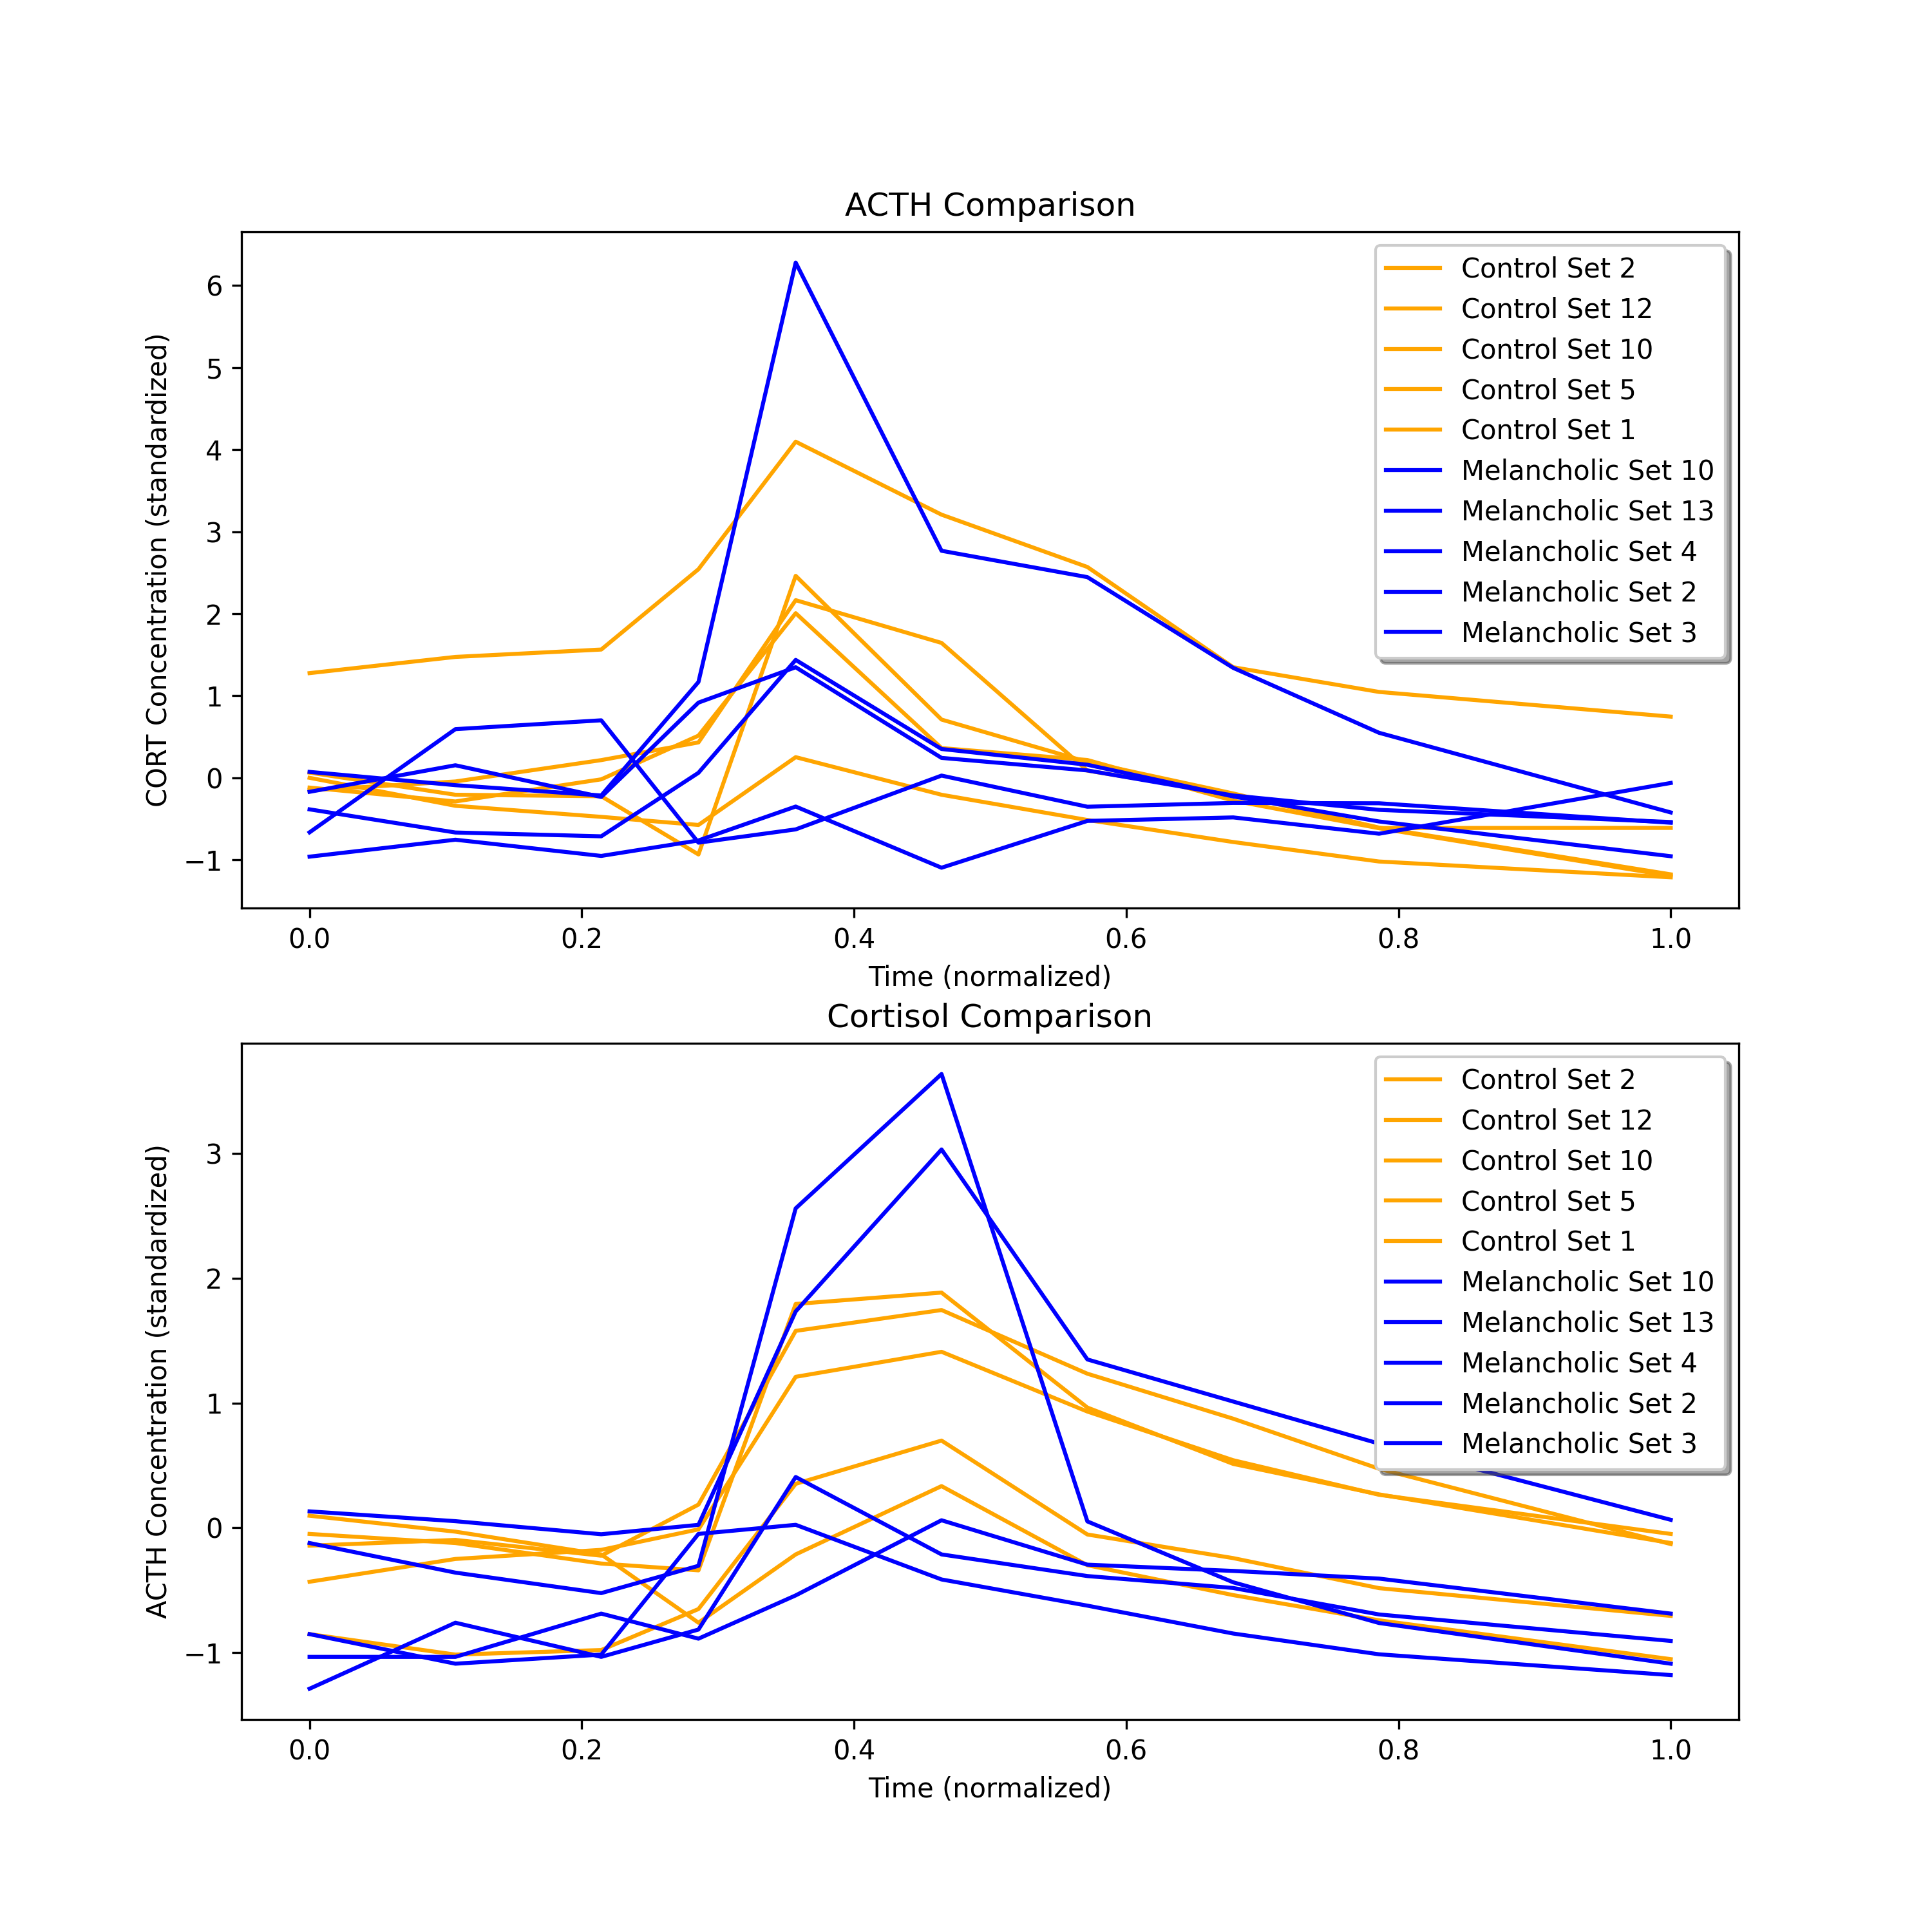 ACTH Comparison
CORT Concentration (standardized)
6
5
4
3
2
1
0
−1
0.0 0.2 0.4 0.6 0.8 1.0
Time (normalized)
Control Set 2
Control Set 12
Control Set 10
Control Set 5
Control Set 1
Melancholic Set 10
Melancholic Set 13
Melancholic Set 4
Melancholic Set 2
Melancholic Set 3
Cortisol Comparison
ACTH Concentration (standardized)
3
2
1
0
−1
0.0 0.2 0.4 0.6 0.8 1.0
Time (normalized)
Control Set 2
Control Set 12
Control Set 10
Control Set 5
Control Set 1
Melancholic Set 10
Melancholic Set 13
Melancholic Set 4
Melancholic Set 2
Melancholic Set 3